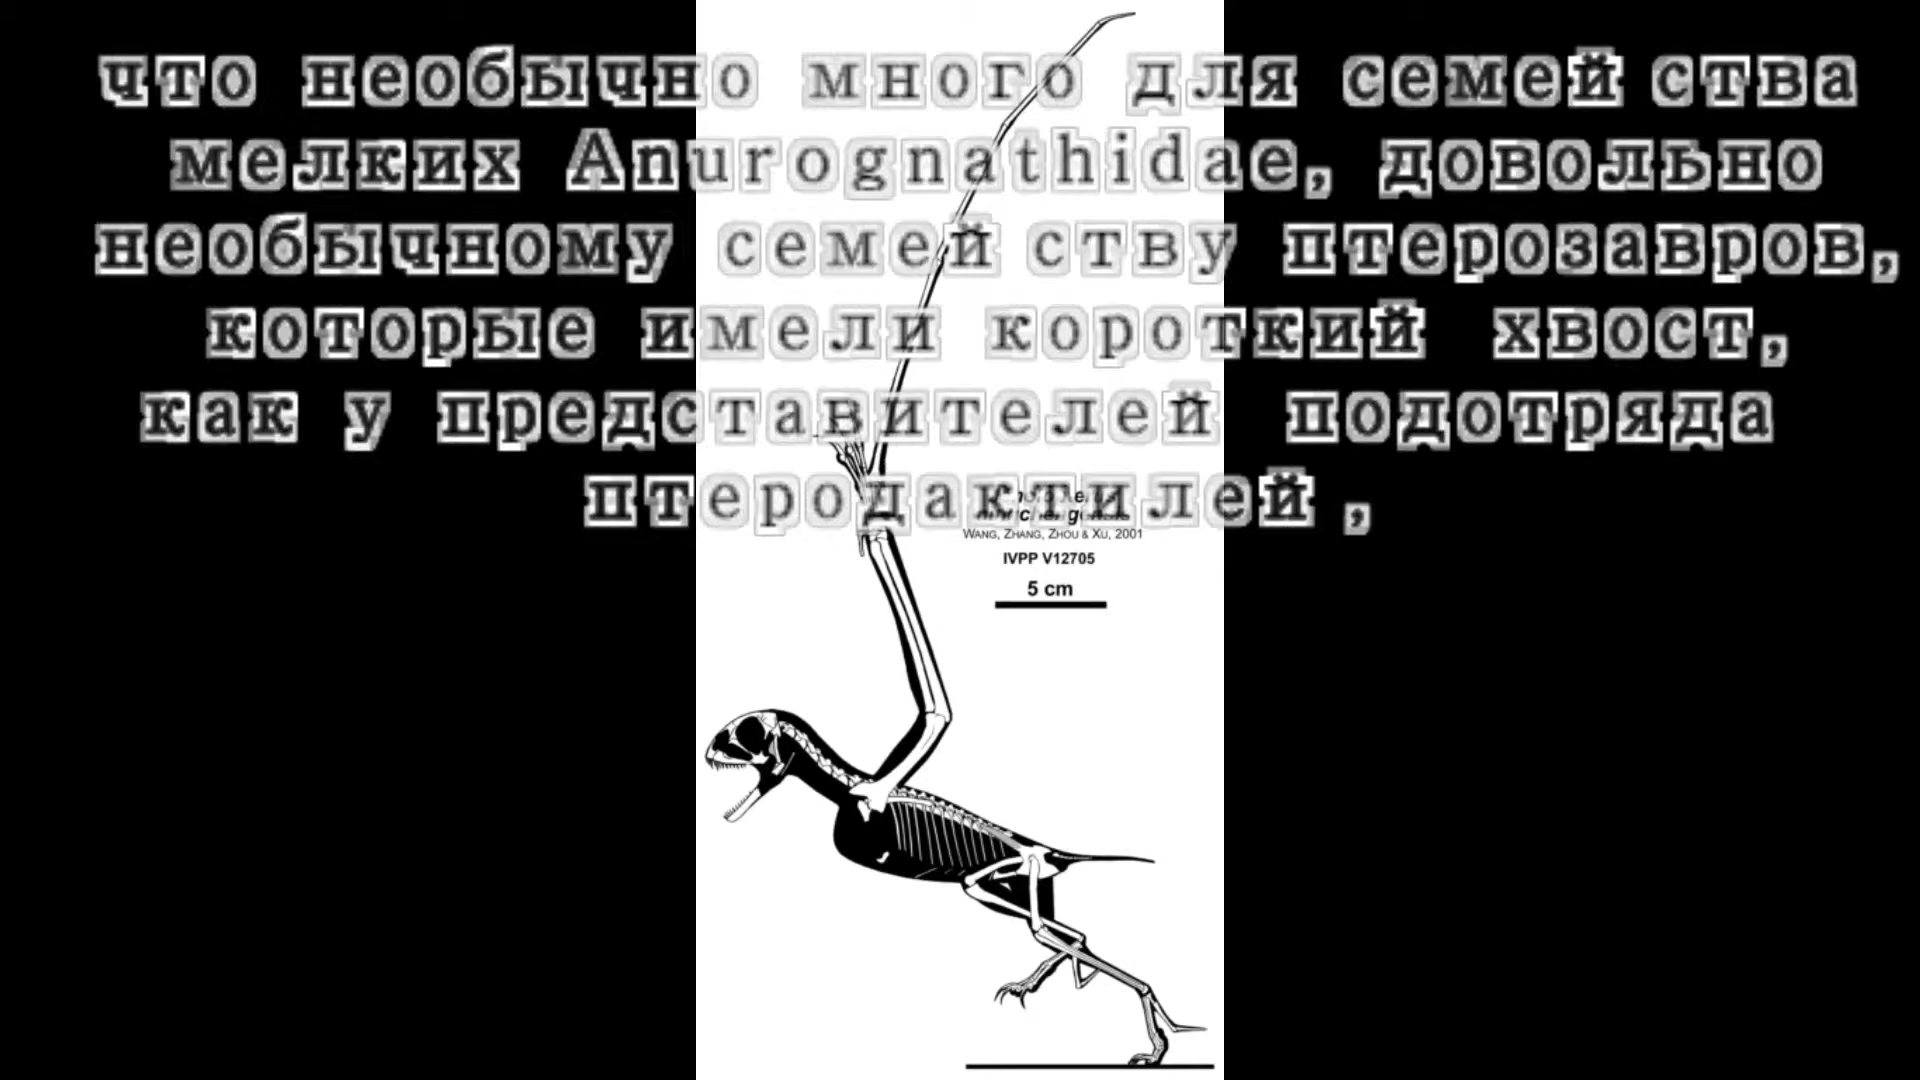 что необычно много для семейства
мелких Anurognathidae, довольно
необычному семейству птерозавров,
которые имели короткий хвост,
как у представителей подотряда
птеродактилей,
WANG, ZHANG, ZHOU & XU, 2001
IVPP V12705
5 cm